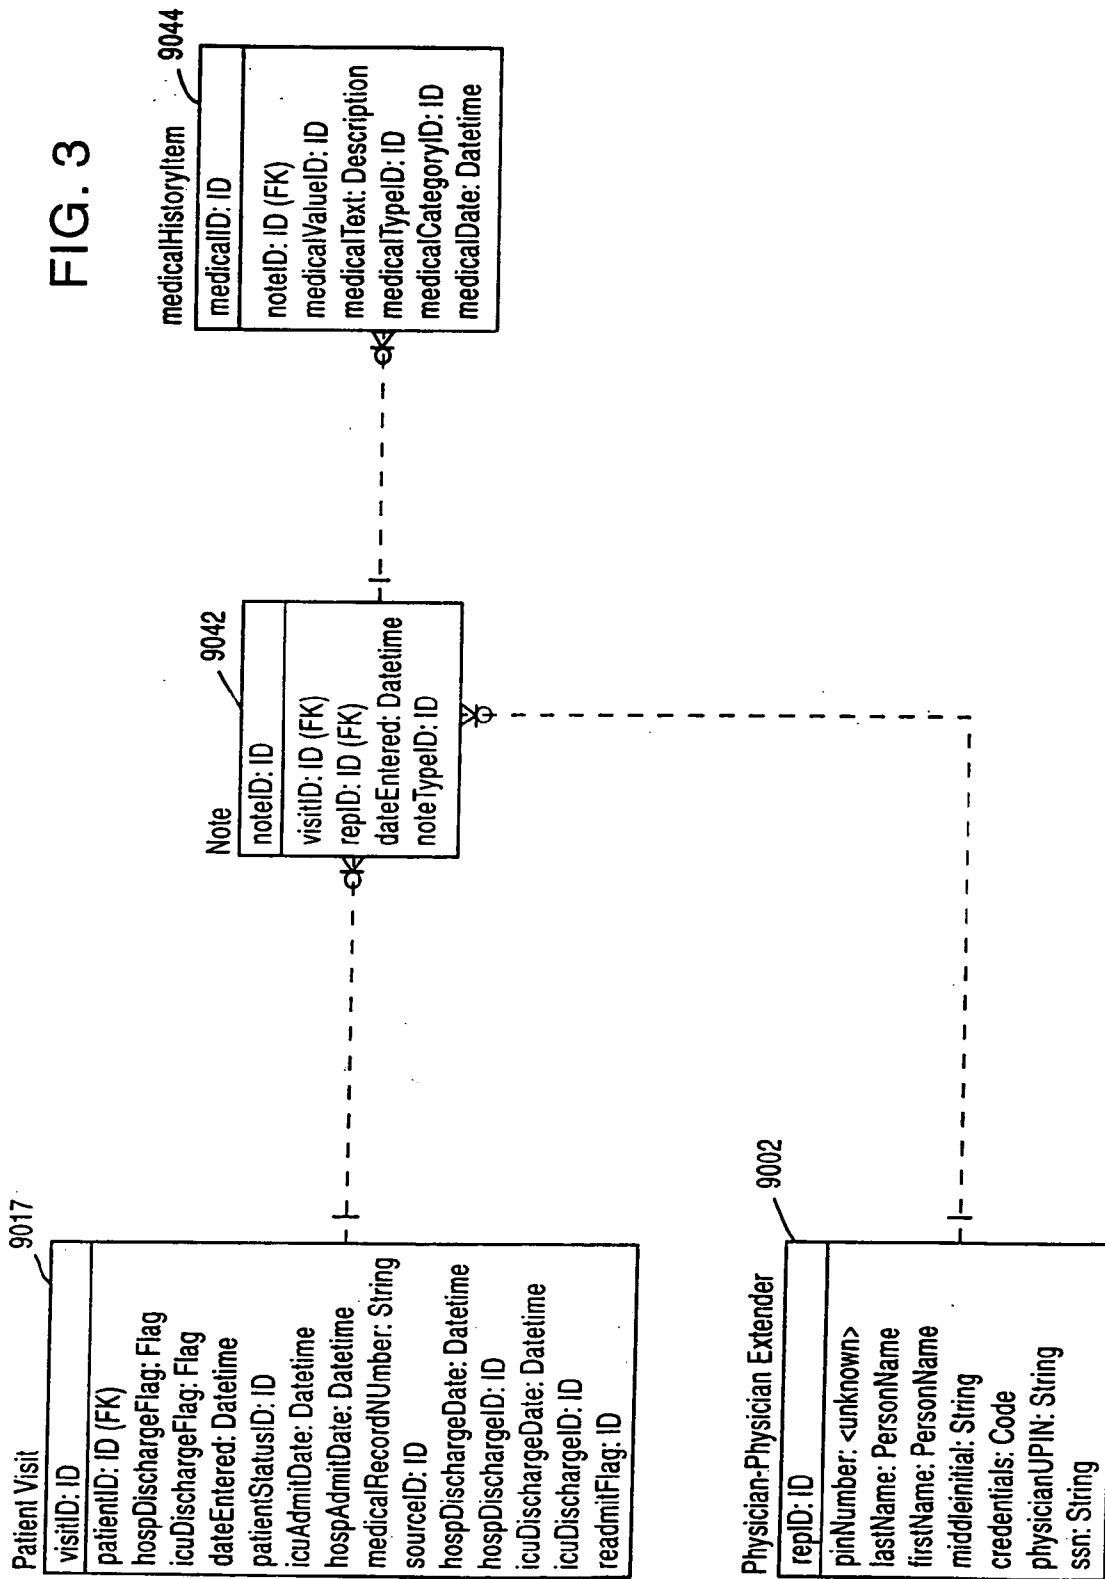 FIG. 3
Patient Visit
9017
visitID: ID
patientID: ID (FK)
hospDischargeFlag: Flag
icuDischargeFlag: Flag
dateEntered: Datetime
patientStatusID: ID
icuAdmitDate: Datetime
hospAdmitDate: Datetime
medicalRecordNUmber: String
sourceID: ID
hospDischargeDate: Datetime
hospDischargeID: ID
icuDischargeDate: Datetime
icuDischargeID: ID
readmitFlag: ID
Note
9042
noteID: ID
visitID: ID (FK)
repID: ID (FK)
dateEntered: Datetime
noteTypeID: ID
medicalHistoryItem
9044
medicalID: ID
noteID: ID (FK)
medicalValueID: ID
medicalText: Description
medicalTypeID: ID
medicalCategoryID: ID
medicalDate: Datetime
Physician-Physician Extender
9002
repID: ID
pinNumber: <unknown>
lastName: PersonName
firstName: PersonName
middleinitial: String
credentials: Code
physicianUPIN: String
ssn: String